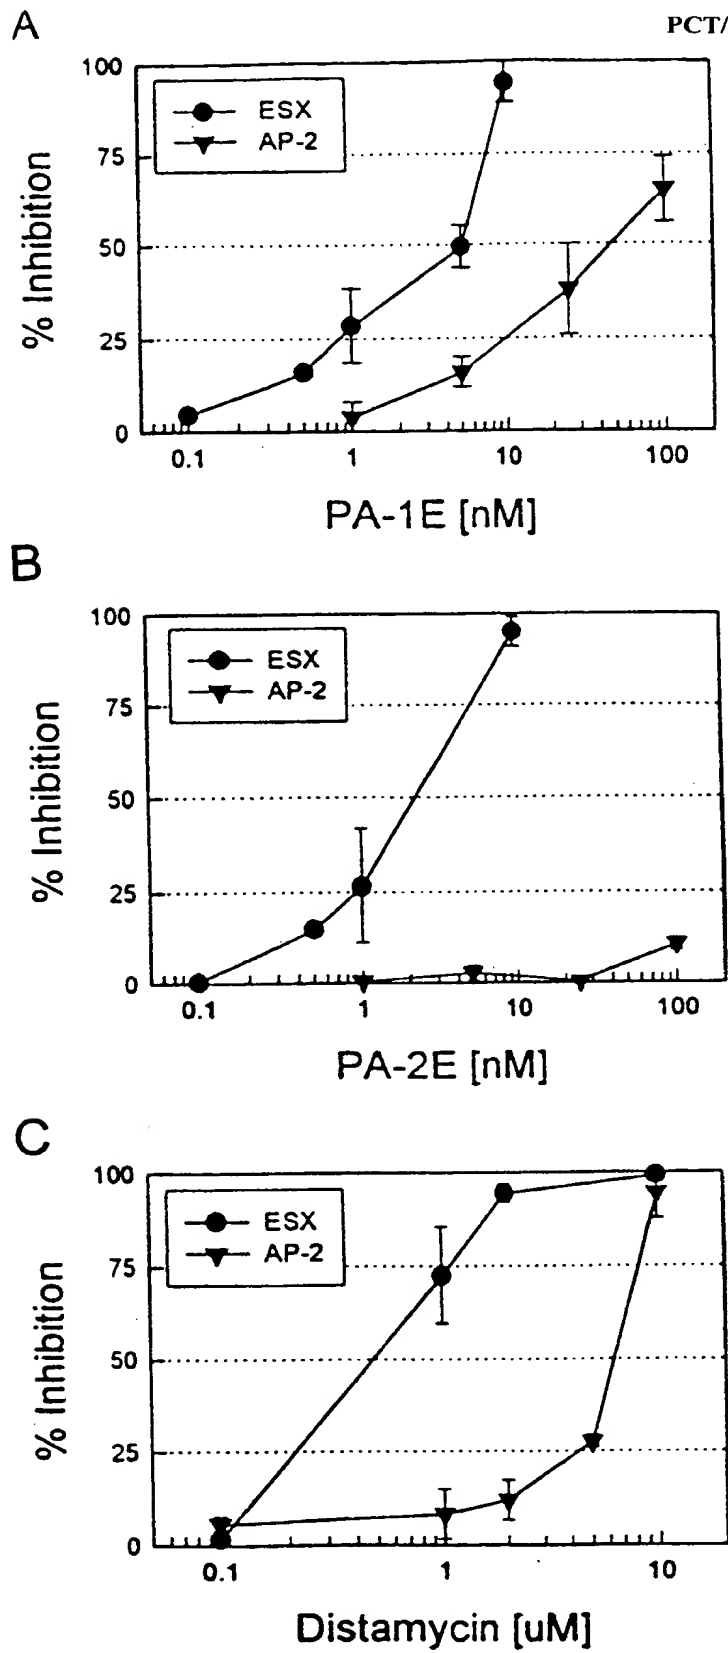 A
PCT/
% Inhibition
100
75
50
25
0
ESX
AP-2
0.1 1 10 100
PA-1E [nM]
B
% Inhibition
100
75
50
25
0
ESX
AP-2
0.1 1 10 100
PA-2E [nM]
C
% Inhibition
100
75
50
25
0
ESX
AP-2
0.1 1 10
Distamycin [uM]